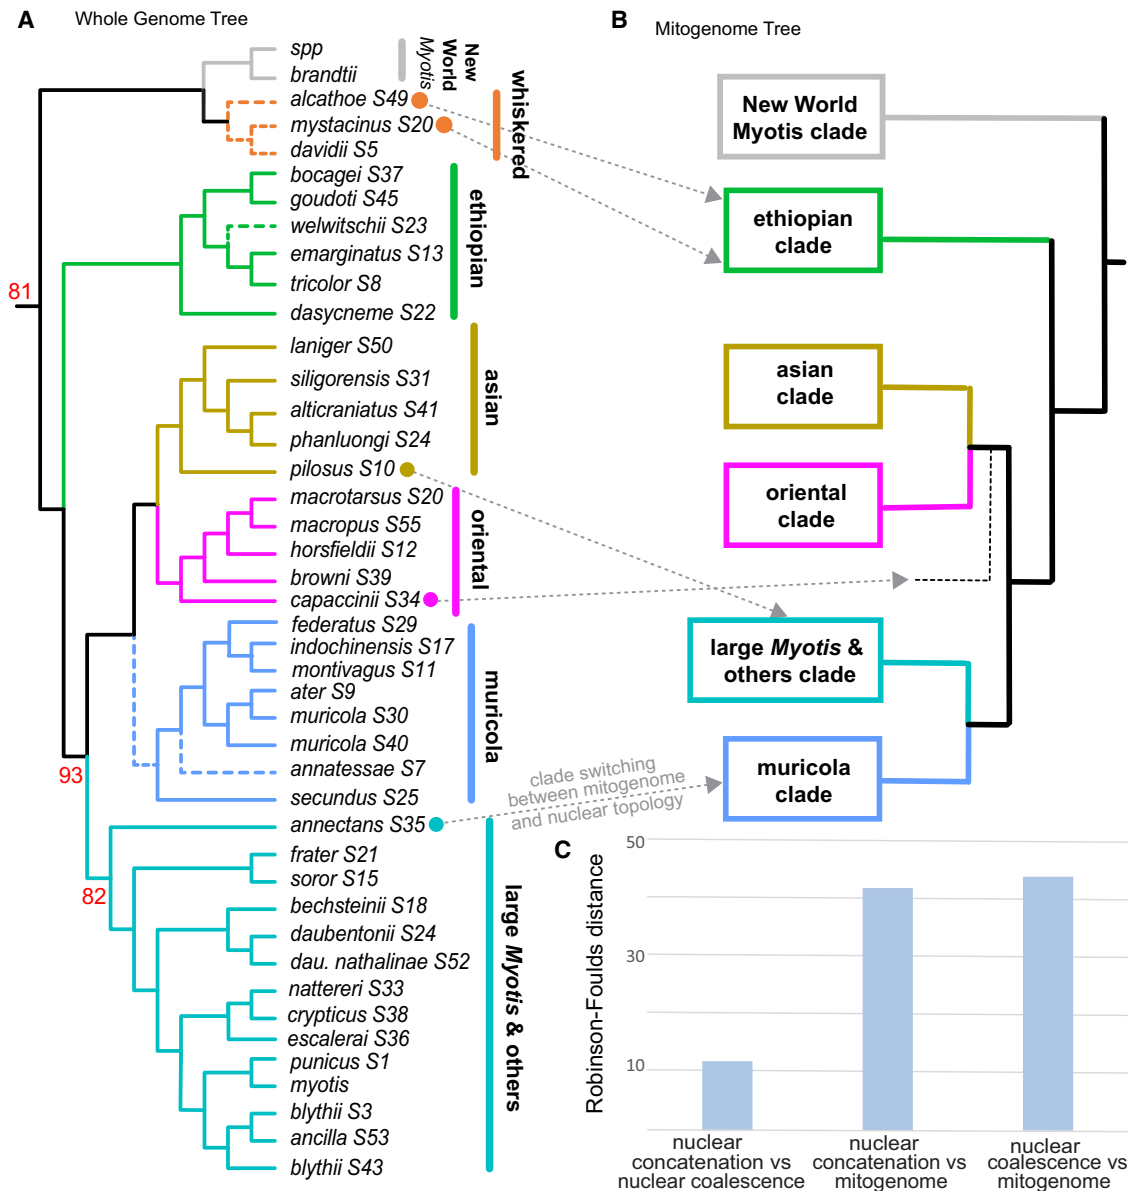 A
Whole Genome Tree
spp
brandtii
alcathoe S49
mystacinus S20
davidii S5
bocagei S37
goudoti S45
welwitschii S23
emarginatus S13
tricolor S8
dasycneme S22
laniger S50
siligorensis S31
alticraniatus S41
phanluongi S24
pilosus S10
macrotarsus S20
macropus S55
horsfieldii S12
browni S39
capaccinii S34
federatus S29
indochinensis S17
montivagus S11
ater S9
muricola S30
muricola S40
annatessae S7
secundus S25
annectans S35
frater S21
soror S15
bechsteinii S18
daubentonii S24
dau. nathalinae S52
nattereri S33
crypticus S38
escalerai S36
punicus S1
myotis
blythii S3
ancilla S53
blythii S43
81
93
82
New
World
Myotis
whiskered
ethiopian
asian
oriental
muricola
large Myotis & others
B
Mitogenome Tree
New World
Myotis clade
ethiopian
clade
asian
clade
oriental
clade
large Myotis &
others clade
muricola
clade
clade switching
between mitogenome
and nuclear topology
C
Robinson-Foulds distance
50
30
10
nuclear
concatenation vs
nuclear coalescence
nuclear
concatenation vs
mitogenome
nuclear
coalescence vs
mitogenome